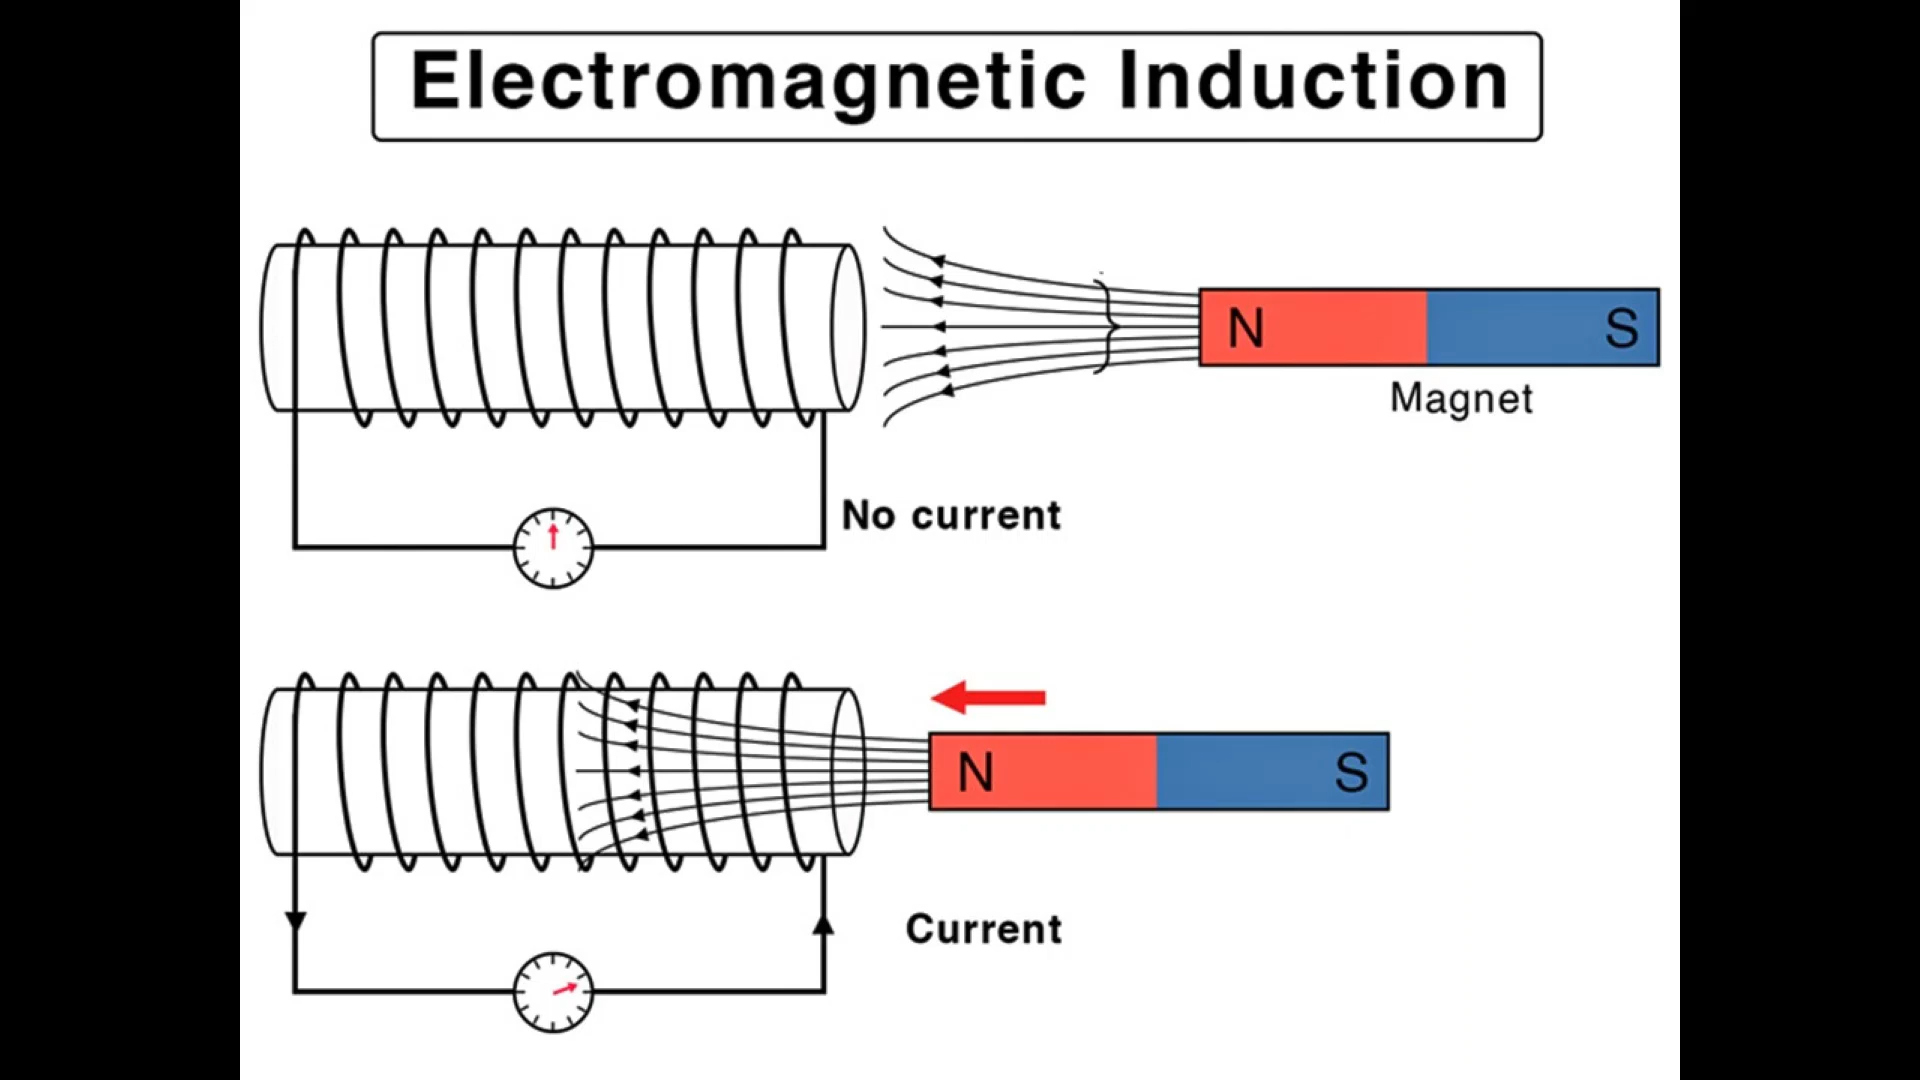 Electromagnetic Induction
N S
Magnet
No current
N S
Current